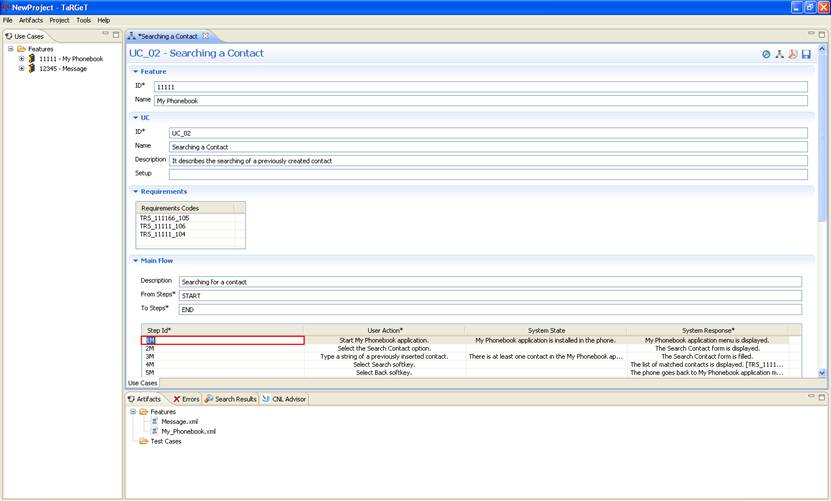 NewProject - TaRGeT
File Artifacts Project Tools Help
Use Cases
Features
11111 - My Phonebook
12345 - Message
*Searching a Contact
UC_02 - Searching a Contact
Feature
ID* 11111
Name My Phonebook
UC
ID* UC_02
Name Searching a Contact
Description It describes the searching of a previously created contact
Setup
Requirements
Requirements Codes
TRS_111166_105
TRS_11111_106
TRS_11111_104
Main Flow
Description Searching for a contact
From Steps* START
To Steps* END
Step Id* User Action* System State System Response*
1M Start My Phonebook application. My Phonebook application is installed in the phone. My Phonebook application menu is displayed.
2M Select the Search Contact option. The Search Contact form is displayed.
3M Type a string of a previously inserted contact. There is at least one contact in the My Phonebook ap... The Search Contact form is filled.
4M Select Search softkey. The list of matched contacts is displayed. [TRS_111...
5M Select Back softkey. The phone goes back to My Phonebook application m...
Use Cases
Artifacts Errors Search Results CNL Advisor
Features
Message.xml
My_Phonebook.xml
Test Cases